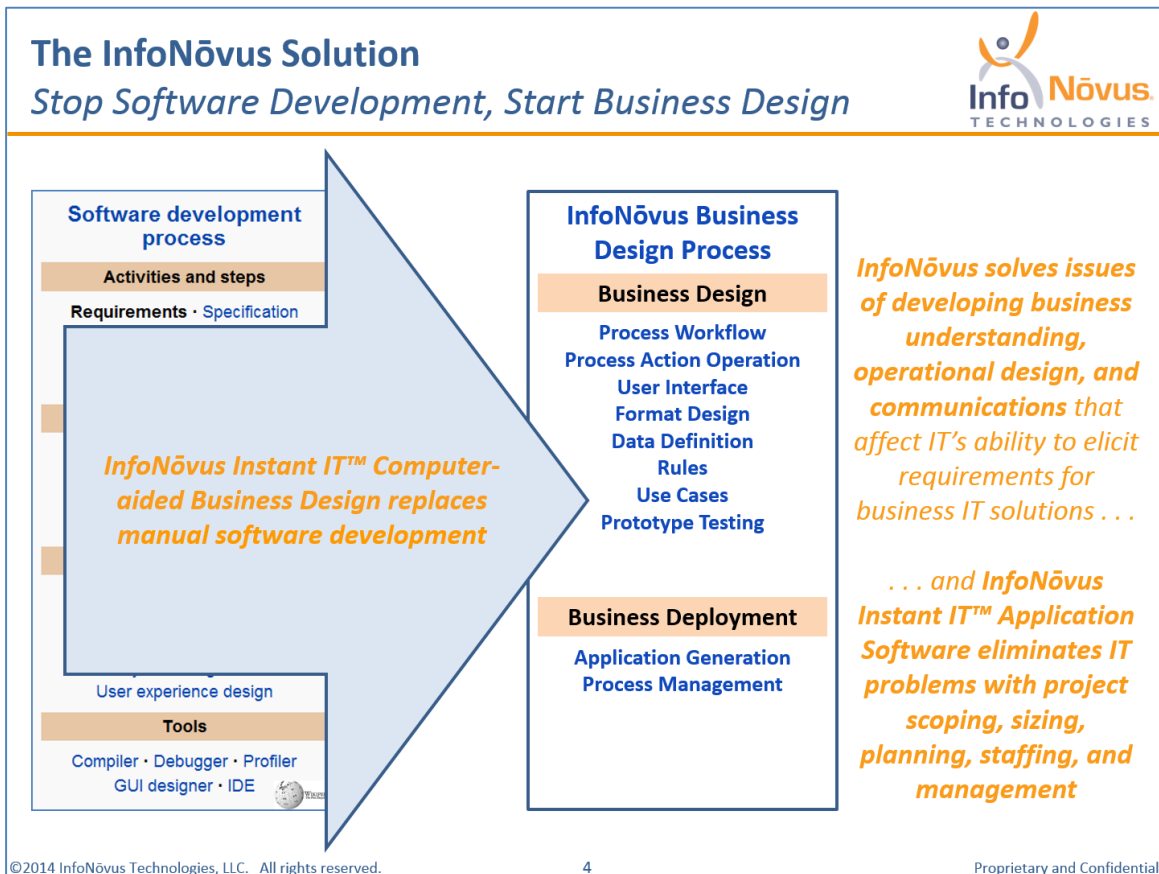 The InfoNōvus Solution
Stop Software Development, Start Business Design
Info Nōvus.
TECHNOLOGIES
Software development
process
Activities and steps
Requirements · Specification
User experience design
Tools
Compiler · Debugger · Profiler
GUI designer · IDE
InfoNōvus Instant IT™ Computer-
aided Business Design replaces
manual software development
InfoNōvus Business
Design Process
Business Design
Process Workflow
Process Action Operation
User Interface
Format Design
Data Definition
Rules
Use Cases
Prototype Testing
Business Deployment
Application Generation
Process Management
InfoNōvus solves issues
of developing business
understanding,
operational design, and
communications that
affect IT’s ability to elicit
requirements for
business IT solutions . . .
. . . and InfoNōvus
Instant IT™ Application
Software eliminates IT
problems with project
scoping, sizing,
planning, staffing, and
management
©2014 InfoNōvus Technologies, LLC. All rights reserved.
4
Proprietary and Confidential